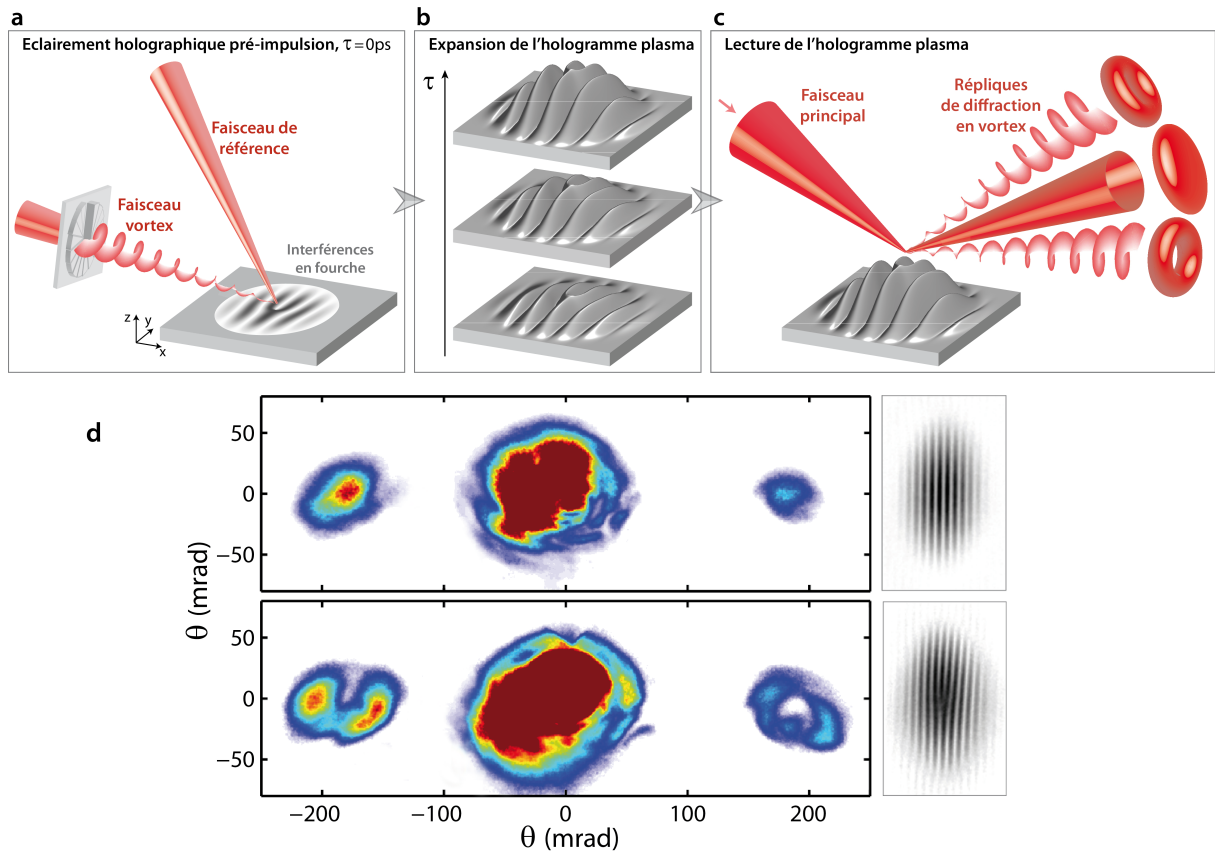 a
Eclairement holographique pré-impulsion, τ = 0ps
Faisceau de
référence
Faisceau
vortex
Interférences
en fourche
z
y
x
b
Expansion de l'hologramme plasma
τ
c
Lecture de l'hologramme plasma
Faisceau
principal
Répliques
de diffraction
en vortex
d
50
0
−50
θ (mrad)
50
0
−50
−200
−100
0
100
200
θ (mrad)